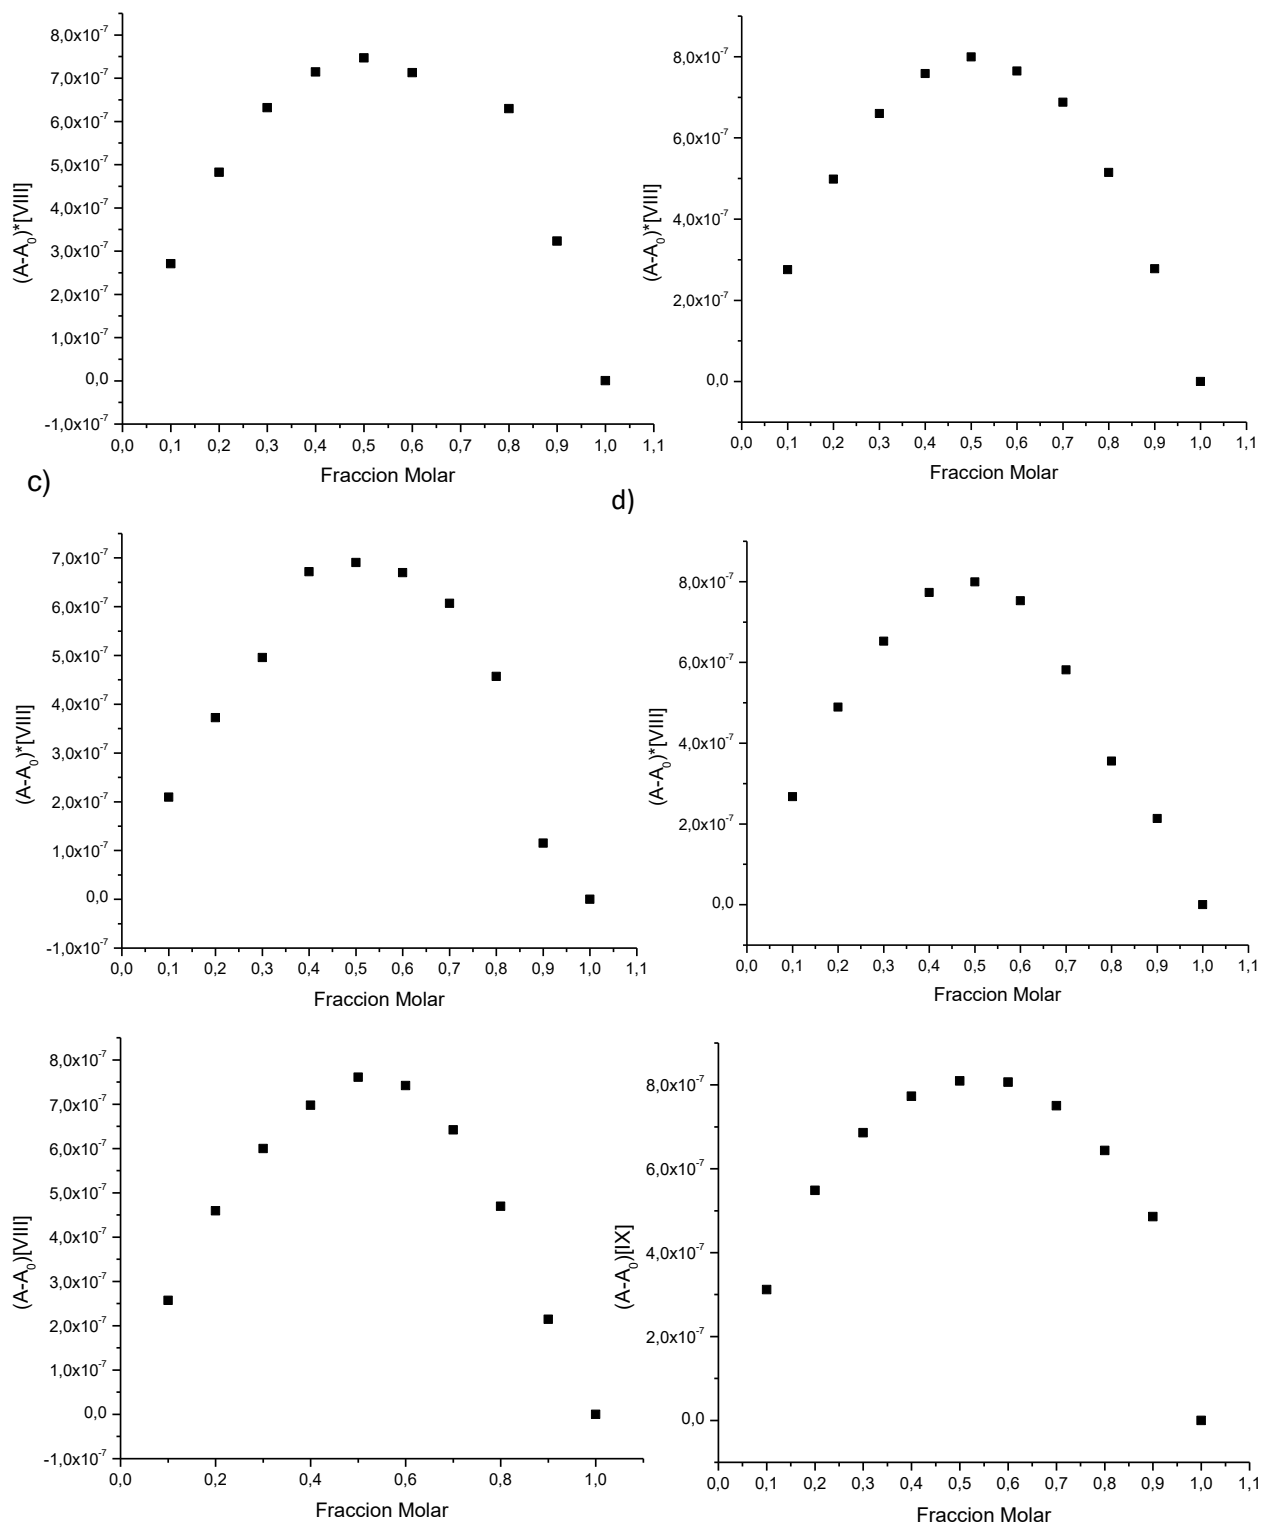 8,0x10⁻⁷
7,0x10⁻⁷
6,0x10⁻⁷
5,0x10⁻⁷
4,0x10⁻⁷
3,0x10⁻⁷
2,0x10⁻⁷
1,0x10⁻⁷
0,0
-1,0x10⁻⁷
(A-A₀)*[VIII]
0,0 0,1 0,2 0,3 0,4 0,5 0,6 0,7 0,8 0,9 1,0 1,1
Fraccion Molar
8,0x10⁻⁷
6,0x10⁻⁷
4,0x10⁻⁷
2,0x10⁻⁷
0,0
(A-A₀)*[VIII]
0,0 0,1 0,2 0,3 0,4 0,5 0,6 0,7 0,8 0,9 1,0 1,1
Fraccion Molar
c)
d)
7,0x10⁻⁷
6,0x10⁻⁷
5,0x10⁻⁷
4,0x10⁻⁷
3,0x10⁻⁷
2,0x10⁻⁷
1,0x10⁻⁷
0,0
-1,0x10⁻⁷
(A-A₀)*[VIII]
0,0 0,1 0,2 0,3 0,4 0,5 0,6 0,7 0,8 0,9 1,0 1,1
Fraccion Molar
8,0x10⁻⁷
6,0x10⁻⁷
4,0x10⁻⁷
2,0x10⁻⁷
0,0
(A-A₀)*[VIII]
0,0 0,1 0,2 0,3 0,4 0,5 0,6 0,7 0,8 0,9 1,0 1,1
Fraccion Molar
8,0x10⁻⁷
7,0x10⁻⁷
6,0x10⁻⁷
5,0x10⁻⁷
4,0x10⁻⁷
3,0x10⁻⁷
2,0x10⁻⁷
1,0x10⁻⁷
0,0
-1,0x10⁻⁷
(A-A₀)[VIII]
0,0 0,2 0,4 0,6 0,8 1,0
Fraccion Molar
8,0x10⁻⁷
6,0x10⁻⁷
4,0x10⁻⁷
2,0x10⁻⁷
0,0
(A-A₀)[IX]
0,0 0,1 0,2 0,3 0,4 0,5 0,6 0,7 0,8 0,9 1,0 1,1
Fraccion Molar